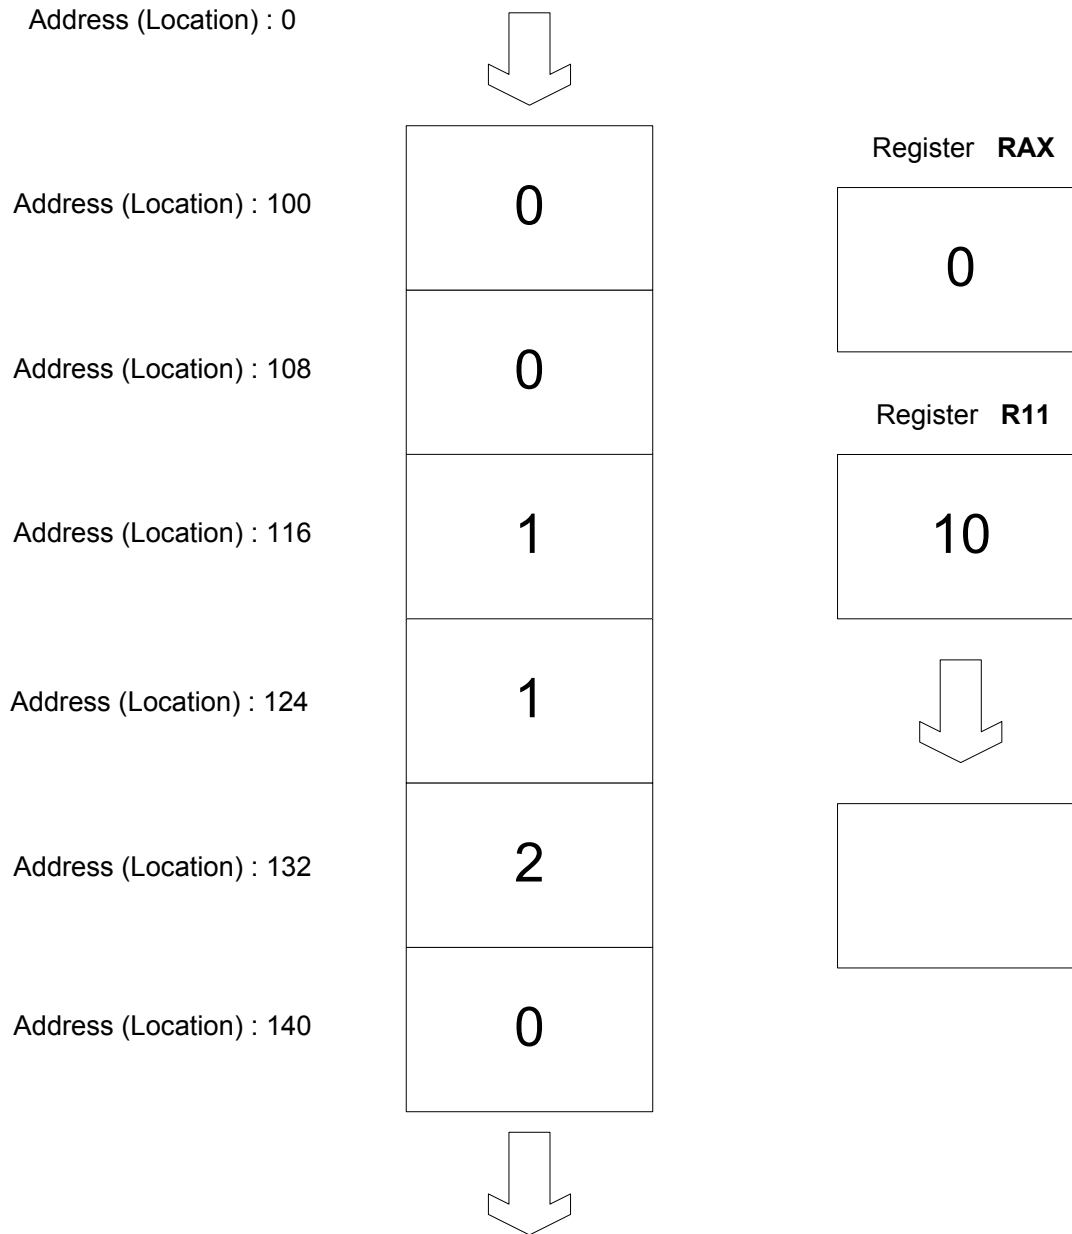 Address (Location) : 0
Register RAX
Address (Location) : 100
0
0
Address (Location) : 108
0
Register R11
Address (Location) : 116
1
10
Address (Location) : 124
1
Address (Location) : 132
2
Address (Location) : 140
0